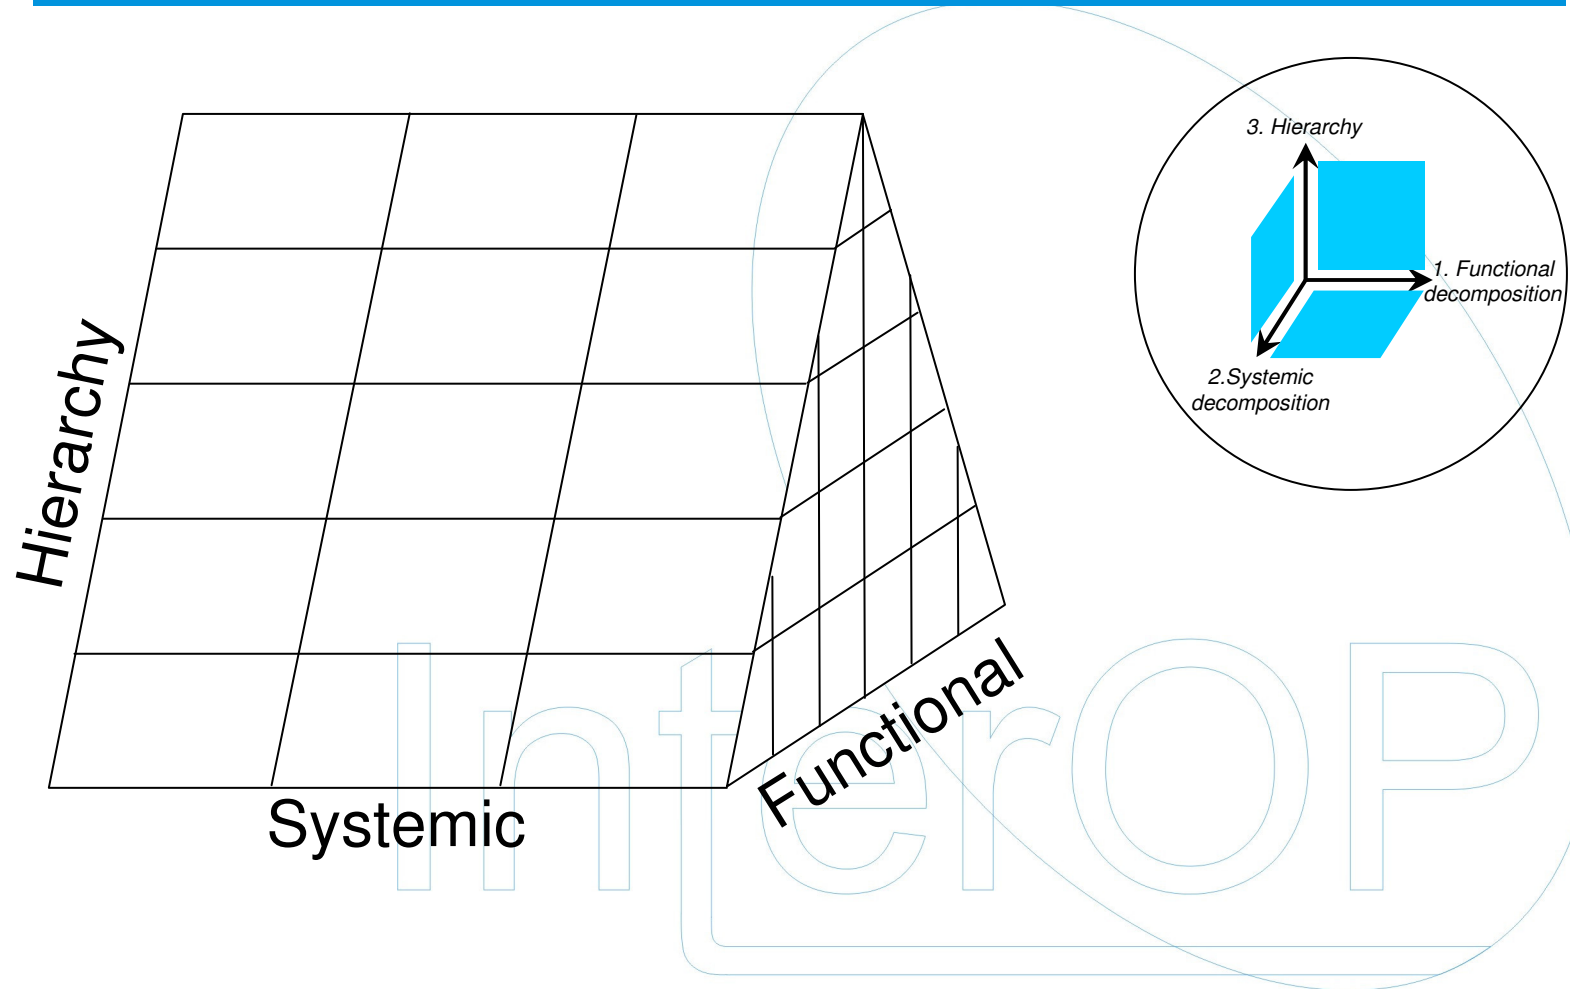 3. Hierarchy
1. Functional
decomposition
2.Systemic
decomposition
Hierarchy
Systemic
Functional
InterOP